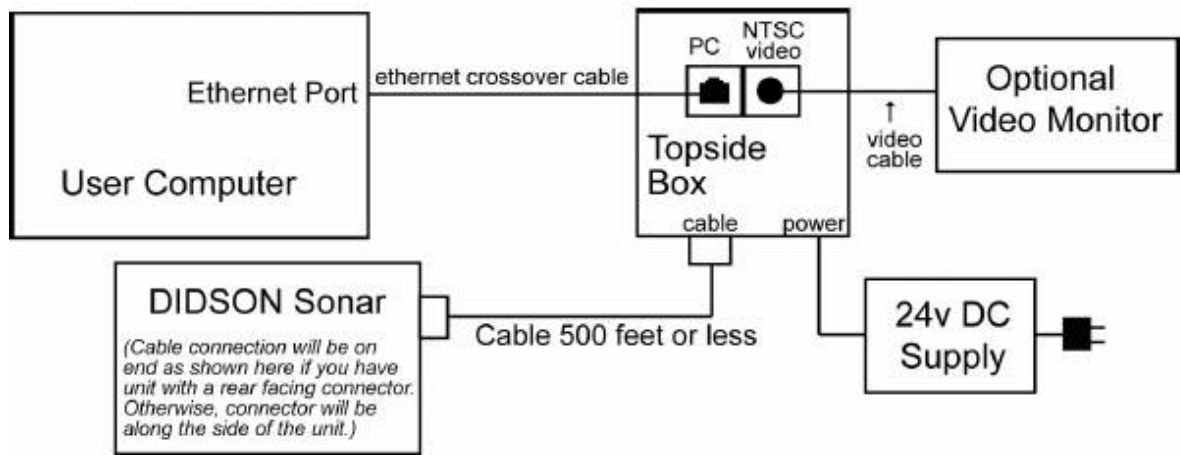 Ethernet Port
User Computer
ethernet crossover cable
PC
NTSC
video
Topside
Box
cable
power
↑
video
cable
Optional
Video Monitor
DIDSON Sonar
(Cable connection will be on
end as shown here if you have
unit with a rear facing connector.
Otherwise, connector will be
along the side of the unit.)
Cable 500 feet or less
24v DC
Supply